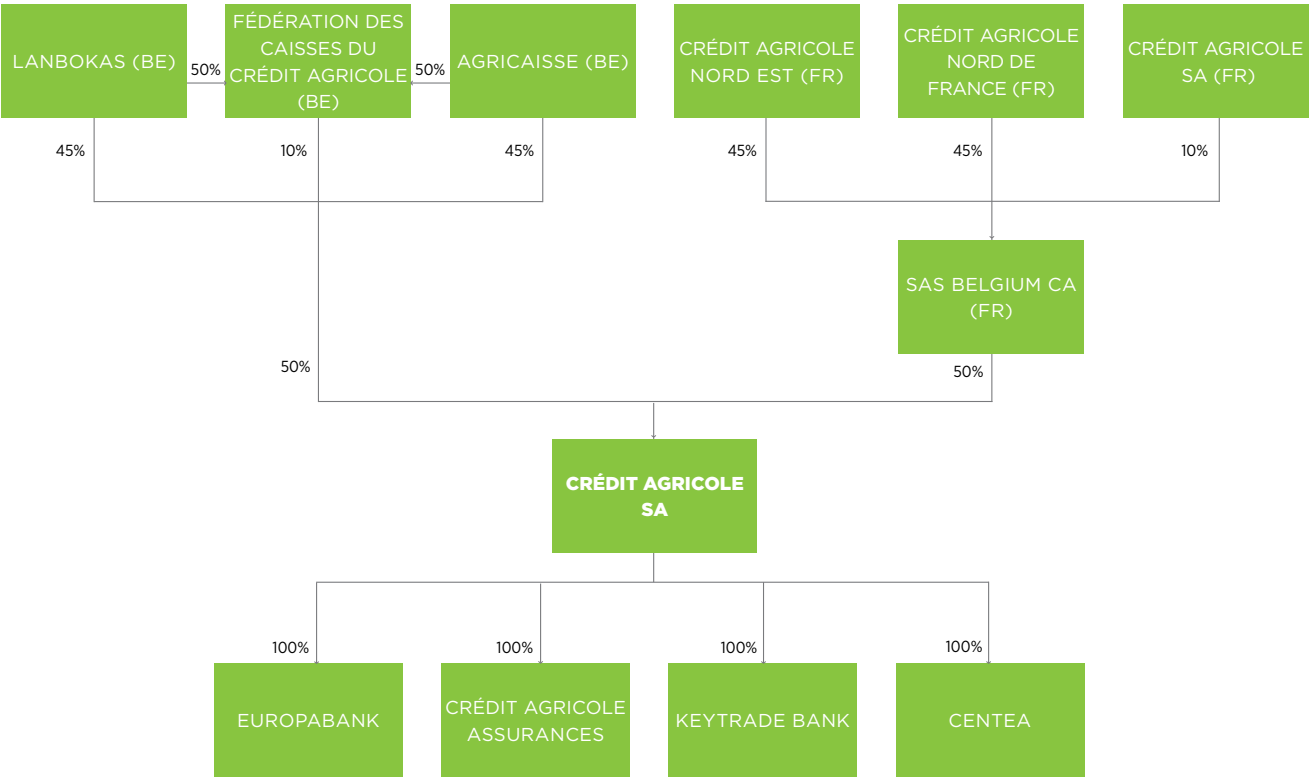 LANBOKAS (BE)
50%
FÉDÉRATION DES
CAISSES DU
CRÉDIT AGRICOLE
(BE)
50%
AGRICAISSE (BE)
CRÉDIT AGRICOLE
NORD EST (FR)
CRÉDIT AGRICOLE
NORD DE
FRANCE (FR)
CRÉDIT AGRICOLE
SA (FR)
45%
10%
45%
45%
45%
10%
SAS BELGIUM CA
(FR)
50%
50%
CRÉDIT AGRICOLE
SA
100%
100%
100%
100%
EUROPABANK
CRÉDIT AGRICOLE
ASSURANCES
KEYTRADE BANK
CENTEA